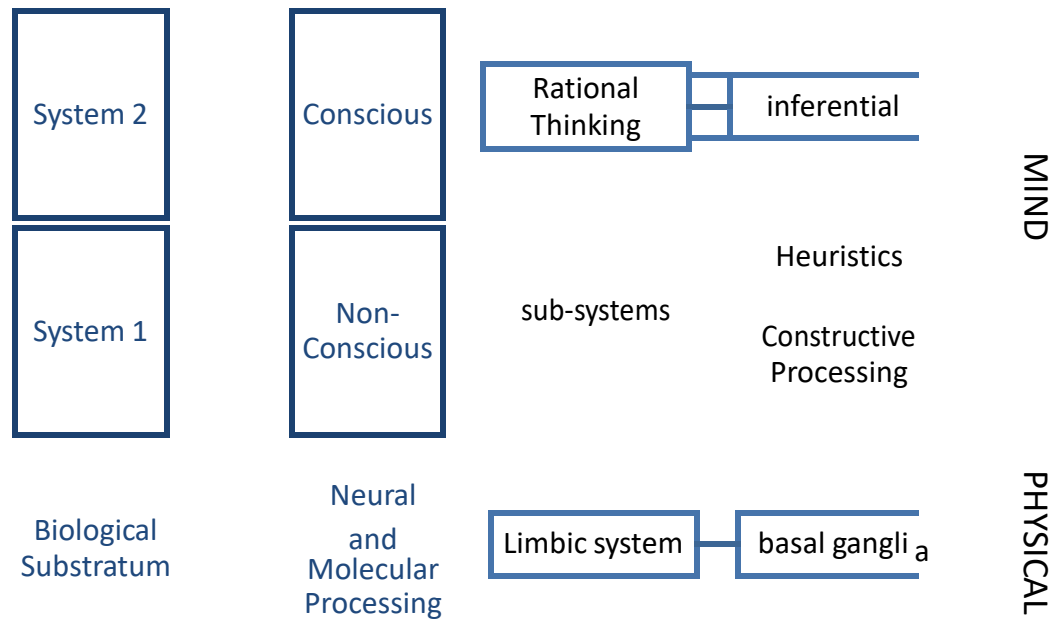 System 2
Conscious
Rational
Thinking
inferential
MIND
System 1
Non-
Conscious
sub-systems
Heuristics
Constructive
Processing
Biological
Substratum
Neural
and
Molecular
Processing
Limbic system
basal ganglia
PHYSICAL